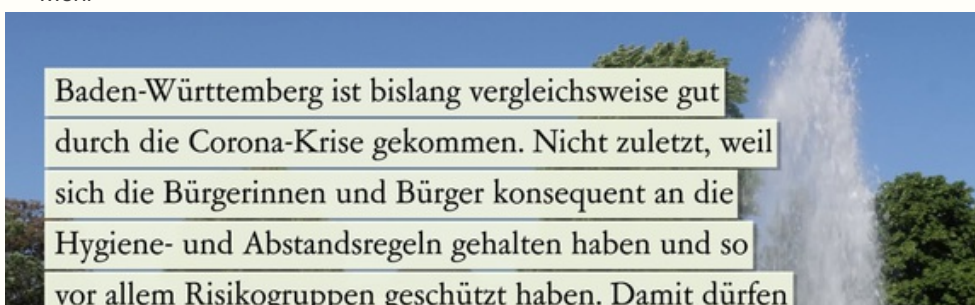 Baden-Württemberg ist bislang vergleichsweise gut
durch die Corona-Krise gekommen. Nicht zuletzt, weil
sich die Bürgerinnen und Bürger konsequent an die
Hygiene- und Abstandsregeln gehalten haben und so
vor allem Risikogruppen geschützt haben. Damit dürfen